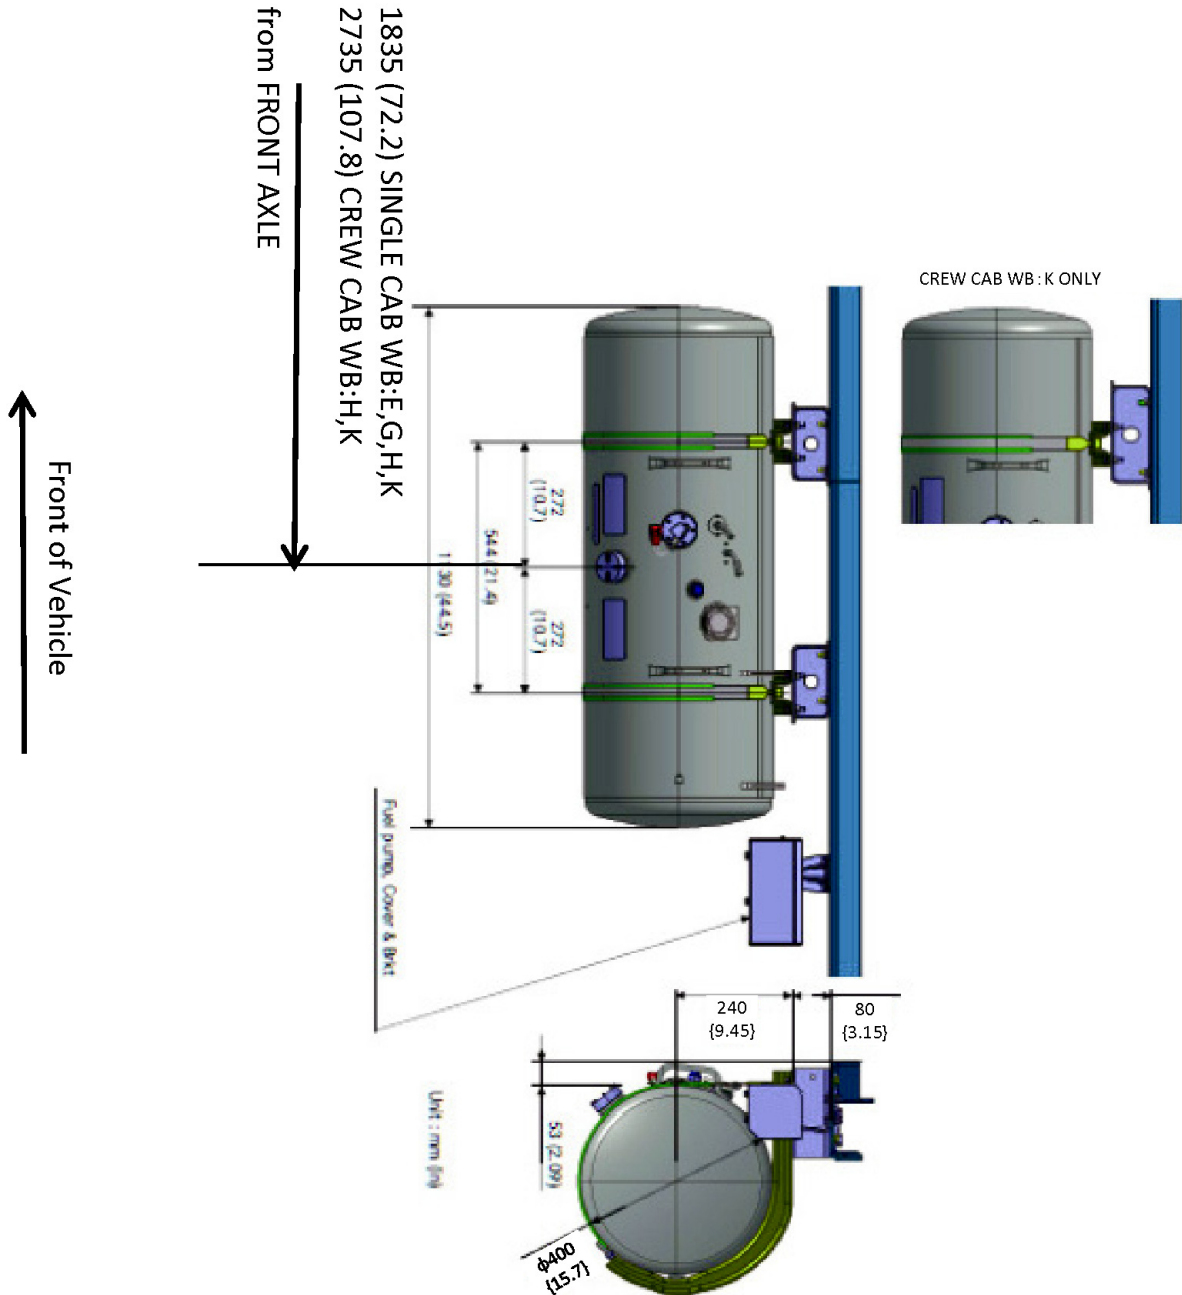 1835 (72.2) SINGLE CAB WB:E,G,H,K
2735 (107.8) CREW CAB WB:H,K
from FRONT AXLE
Front of Vehicle
CREW CAB WB:K ONLY
272
(10.7)
272
(10.7)
544 (21.4)
1130 (44.5)
Fuel pump, Cover & Brkt
240
{9.45}
80
{3.15}
53 (2.09)
Unit : mm (in)
ϕ400
{15.7}